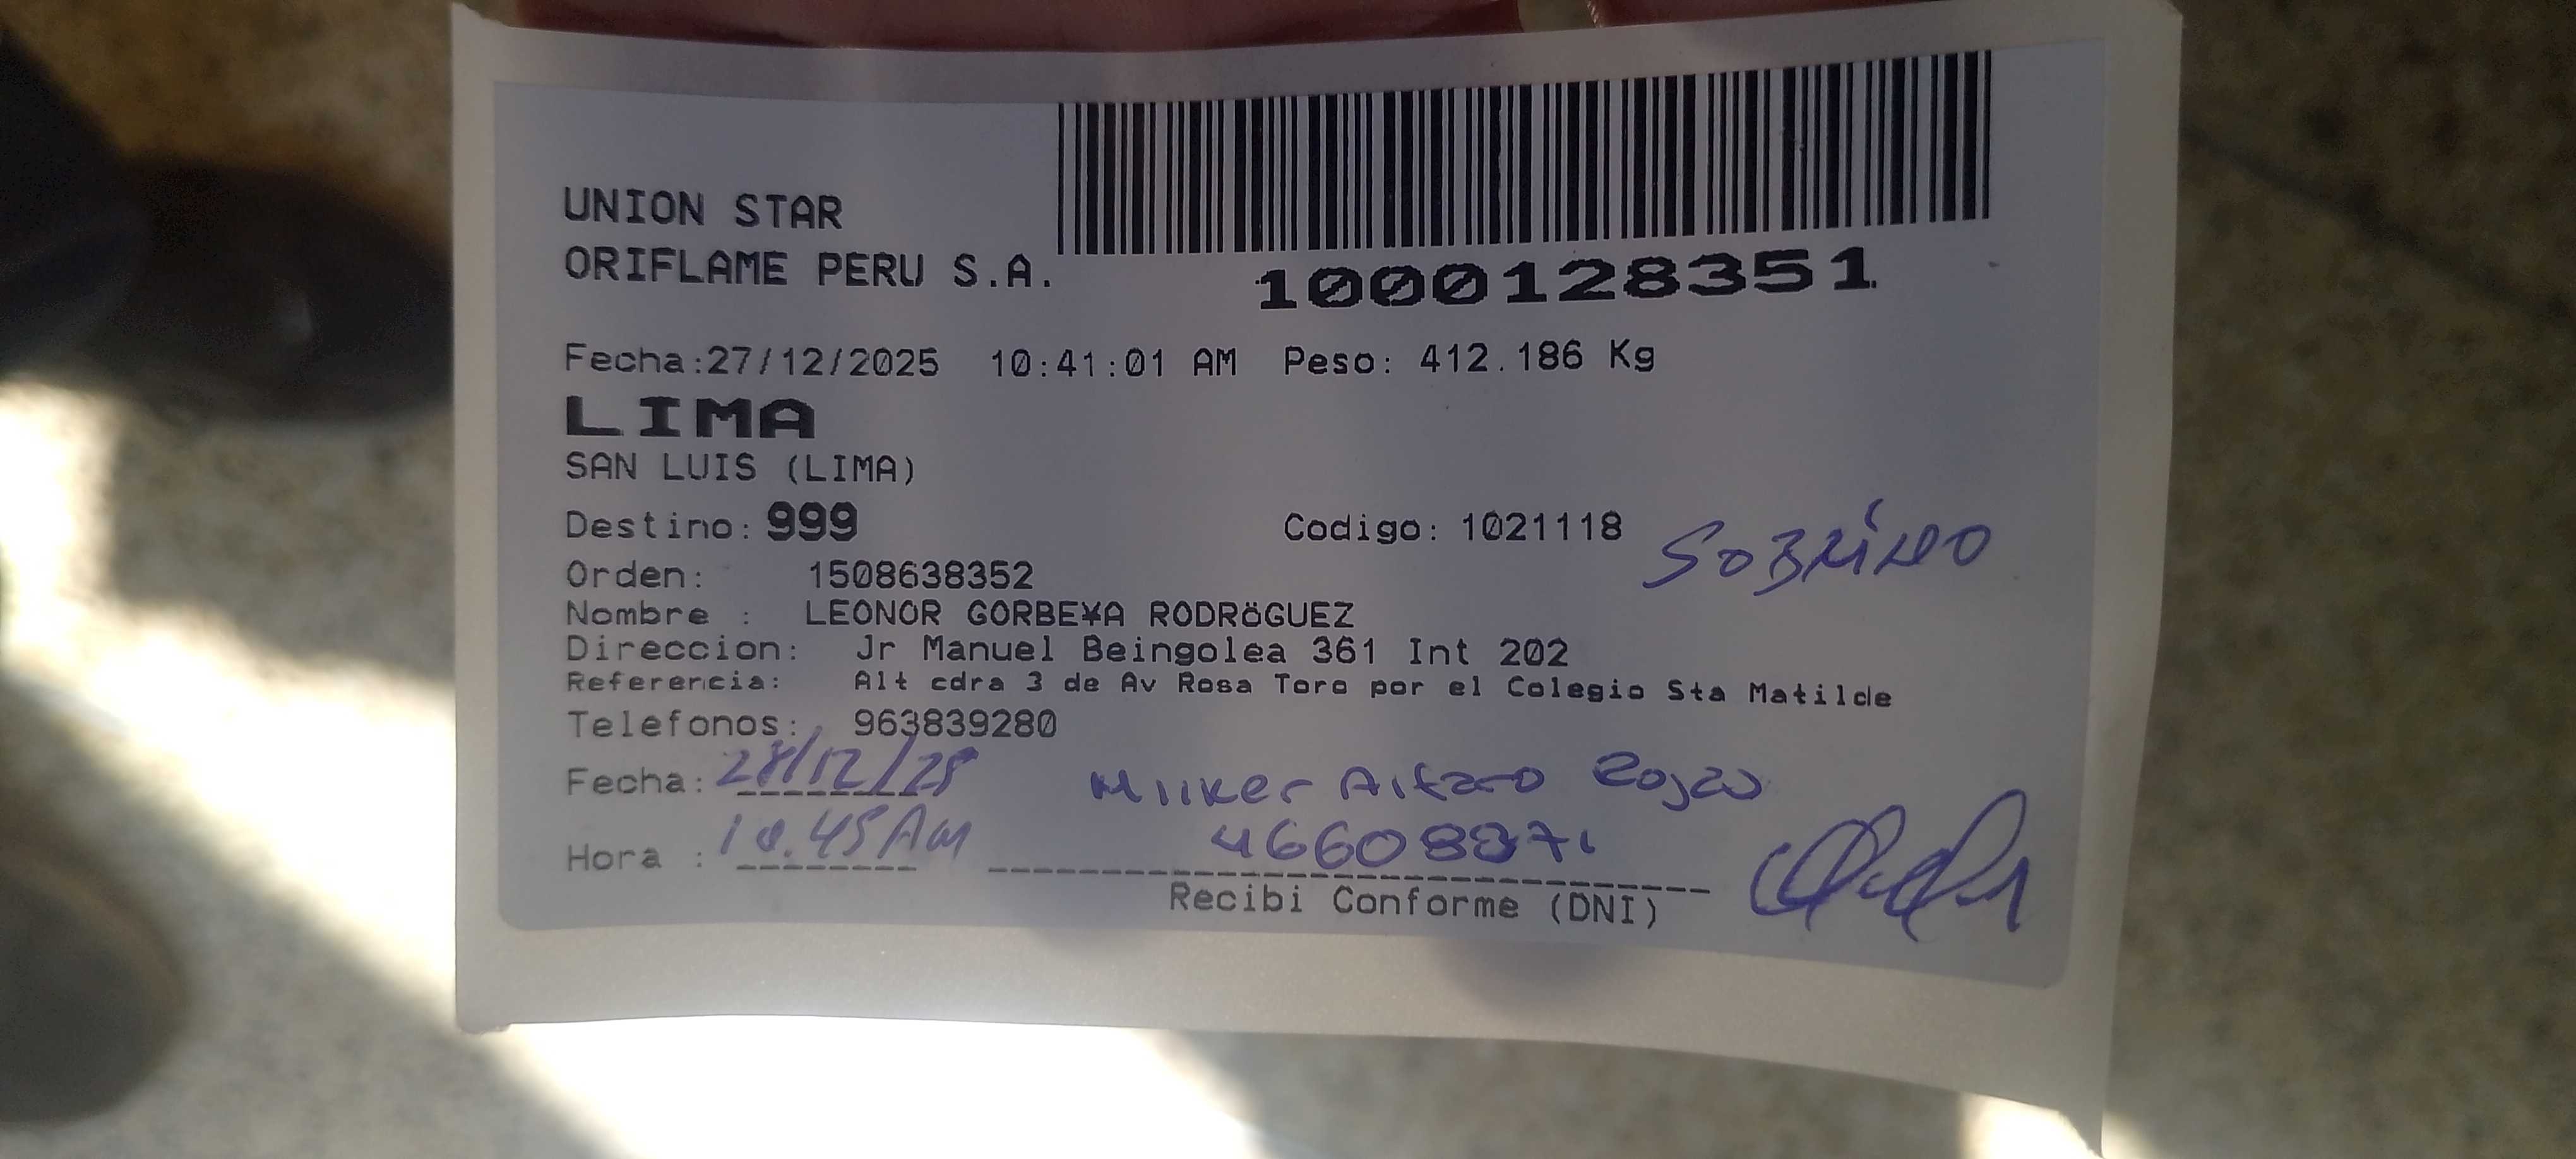 UNION STAR
ORIFLAME PERU S.A.
1000128351
Fecha:27/12/2025 10:41:01 AM Peso: 412.186 Kg
LIMA
SAN LUIS (LIMA)
Destino: 999 Codigo: 1021118 SOBRINO
Orden: 1508638352
Nombre : LEONOR GORBE¥A RODRöGUEZ
Direccion: Jr Manuel Beingolea 361 Int 202
Referencia: Alt cdra 3 de Av Rosa Toro por el Colegio Sta Matilde
Telefonos: 963839280
Fecha: 28/12/25 Alfaro Rojas
Hora : 10.45 AM
Recibi Conforme (DNI)